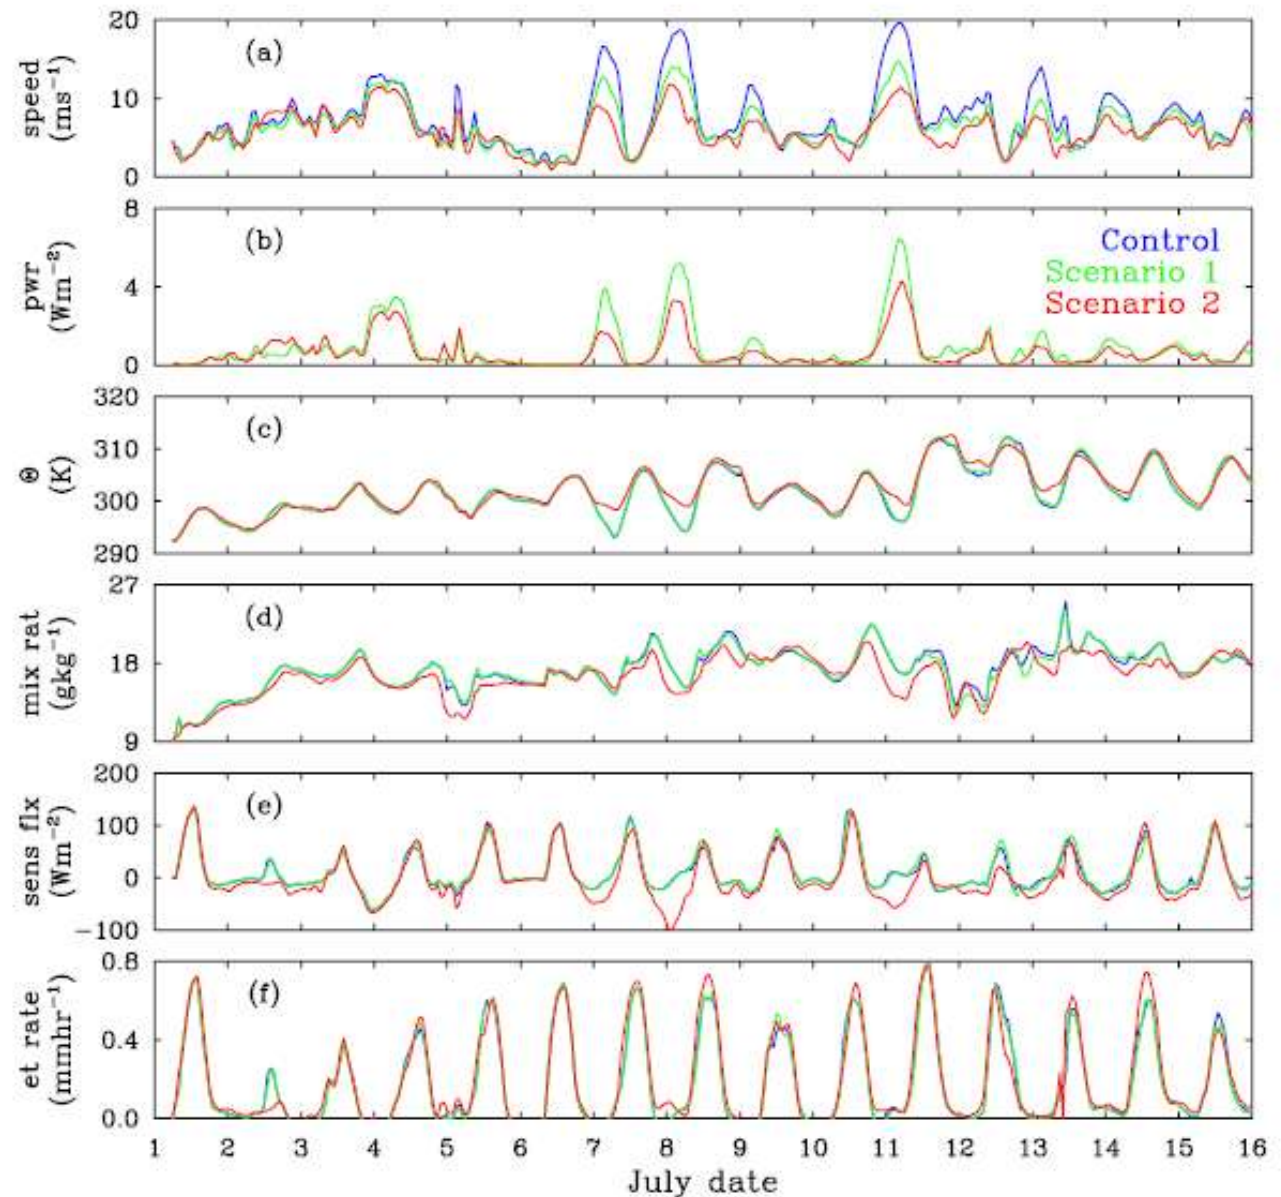 speed
(ms⁻¹)
20
10
0
(a)
pwr
(Wm⁻²)
8
4
0
(b)
Control
Scenario 1
Scenario 2
Θ
(K)
320
310
300
290
(c)
mix rat
(gkg⁻¹)
27
18
9
(d)
sens flx
(Wm⁻²)
200
100
0
−100
(e)
et rate
(mmhr⁻¹)
0.8
0.4
0.0
(f)
1 2 3 4 5 6 7 8 9 10 11 12 13 14 15 16
July date